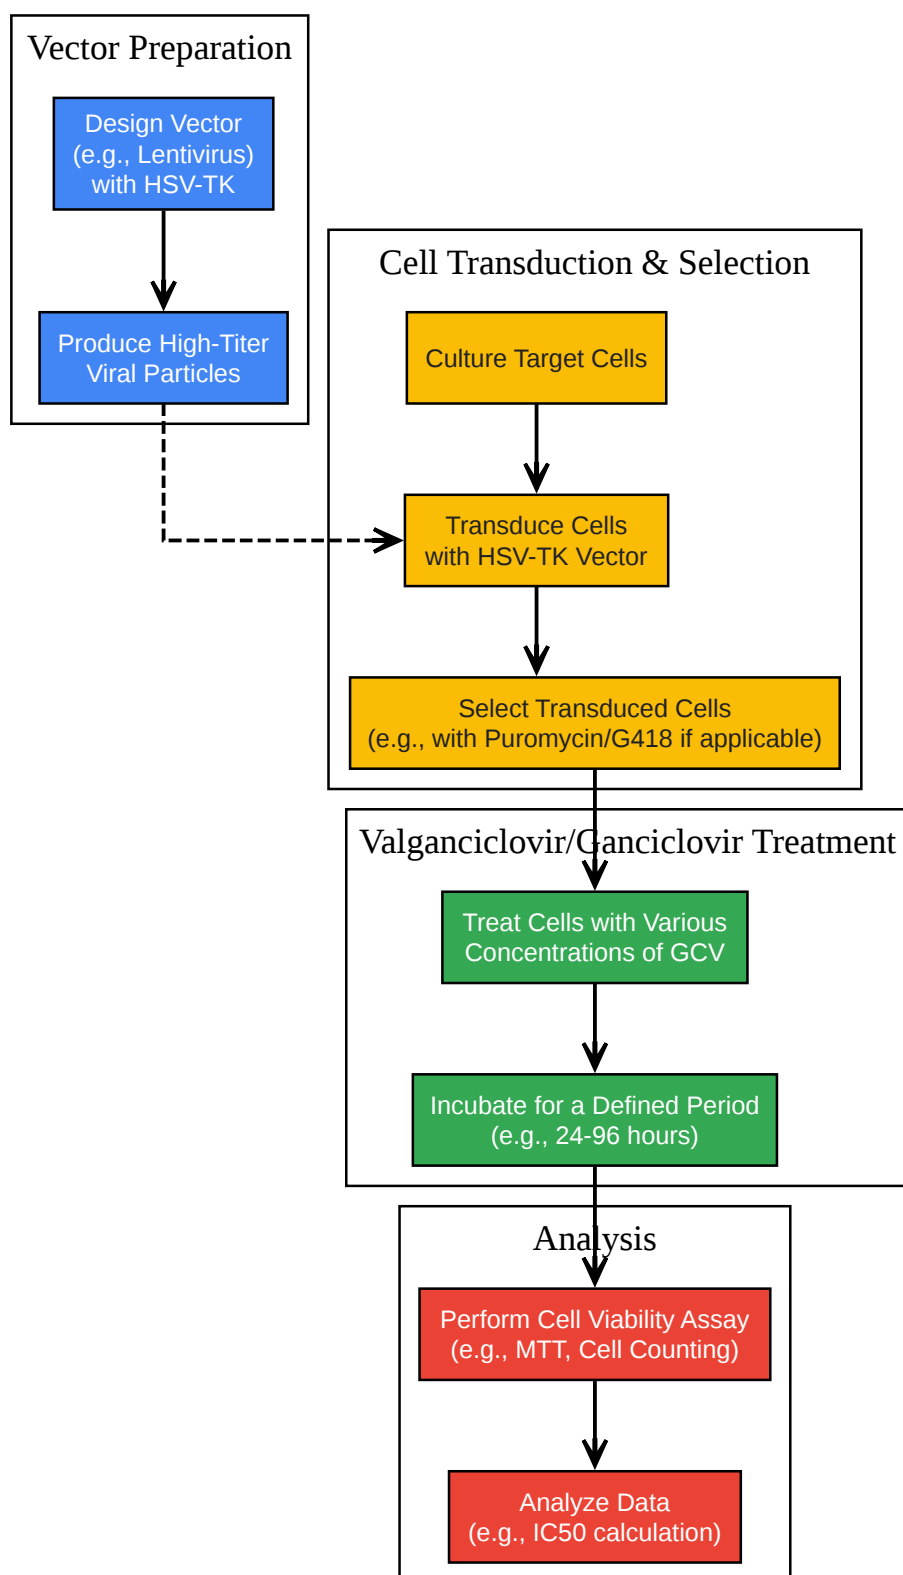 Vector Preparation
Design Vector
(e.g., Lentivirus)
with HSV-TK
Produce High-Titer
Viral Particles
Cell Transduction & Selection
Culture Target Cells
Transduce Cells
with HSV-TK Vector
Select Transduced Cells
(e.g., with Puromycin/G418 if applicable)
Valganciclovir/Ganciclovir Treatment
Treat Cells with Various
Concentrations of GCV
Incubate for a Defined Period
(e.g., 24-96 hours)
Analysis
Perform Cell Viability Assay
(e.g., MTT, Cell Counting)
Analyze Data
(e.g., IC50 calculation)